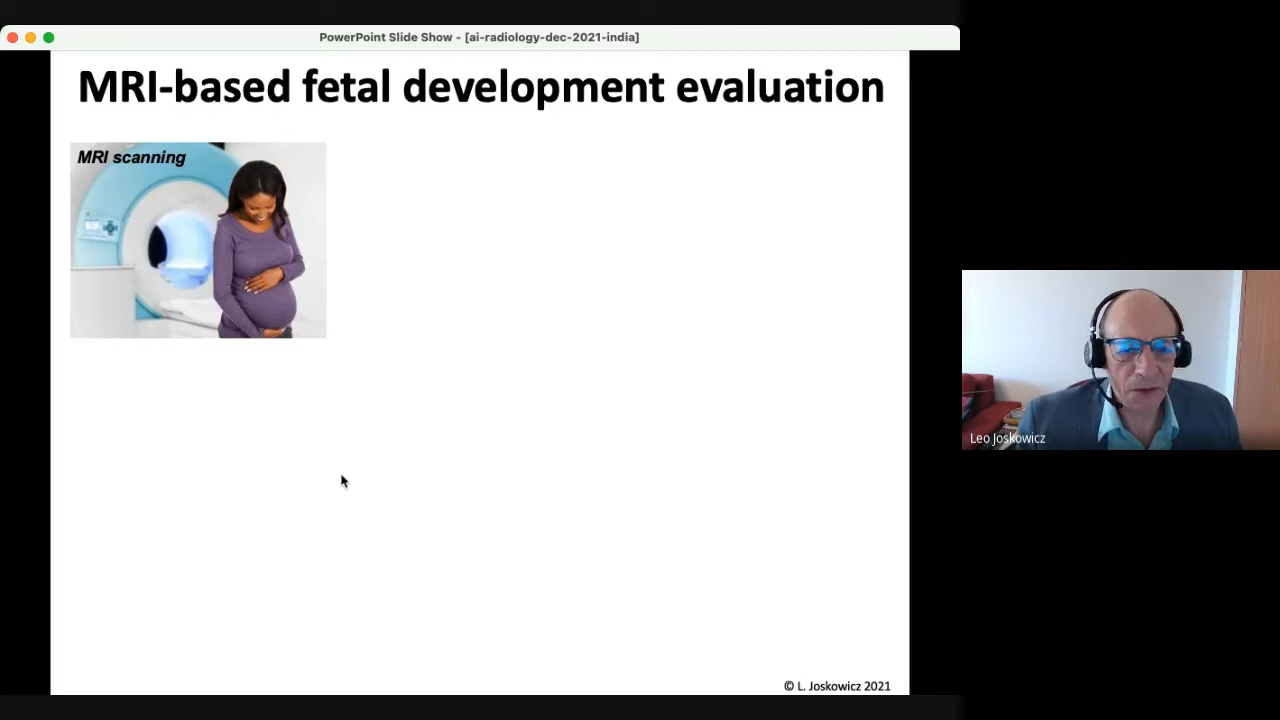 PowerPoint Slide Show - [ai-radiology-dec-2021-india]
MRI-based fetal development evaluation
MRI scanning
Leo Joskowicz
© L. Joskowicz 2021